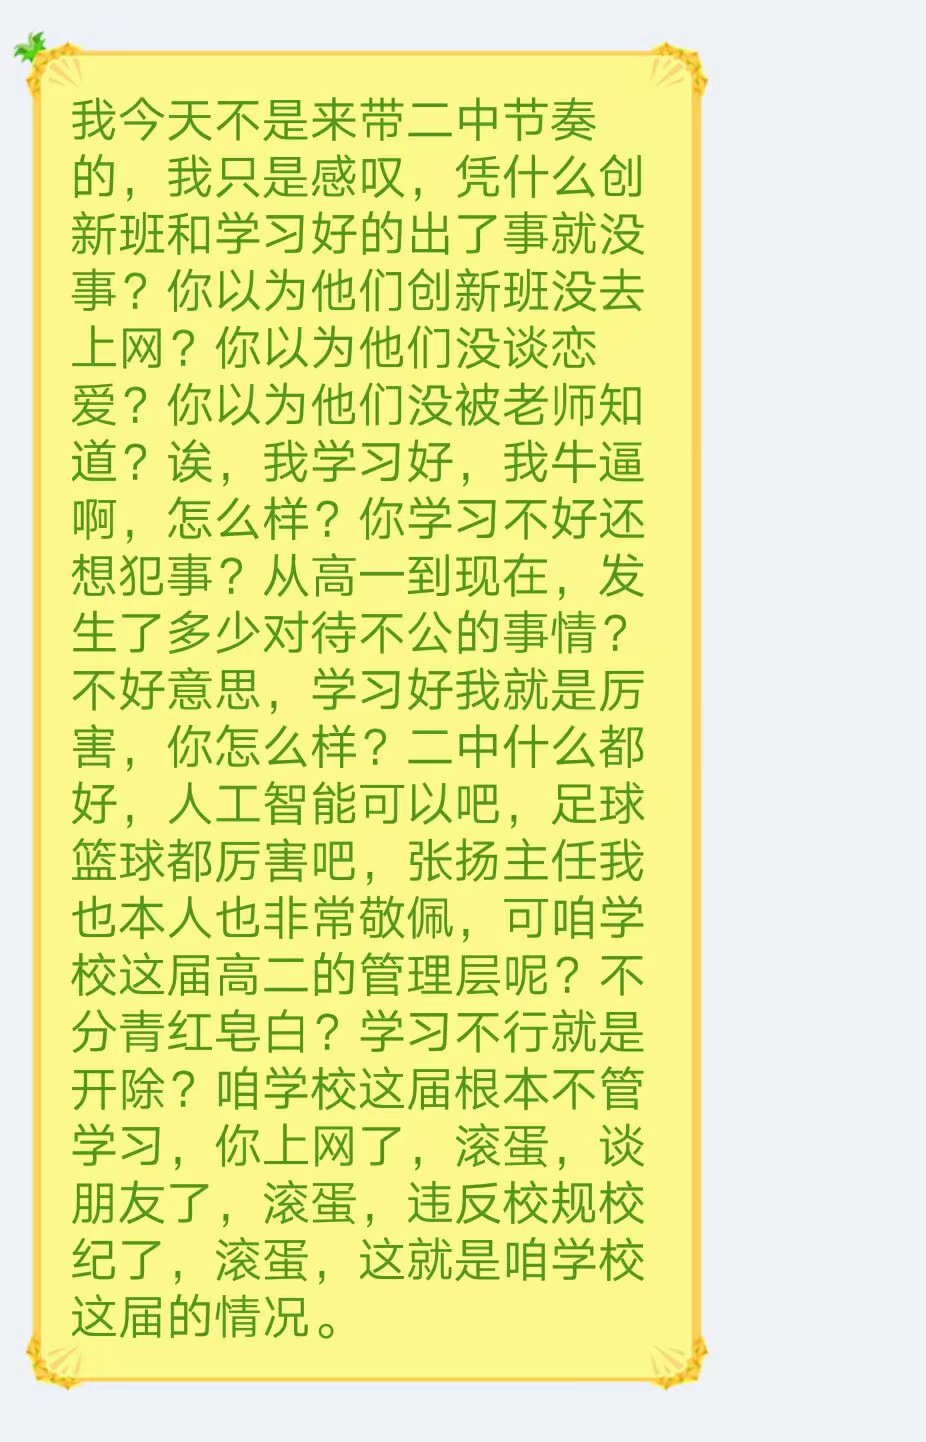 我今天不是来带二中节奏
的，我只是感叹，凭什么创
新班和学习好的出了事就没
事？你以为他们创新班没去
上网？你以为他们没谈恋
爱？你以为他们没被老师知
道？诶，我学习好，我牛逼
啊，怎么样？你学习不好还
想犯事？从高一到现在，发
生了多少对待不公的事情？
不好意思，学习好我就是厉
害，你怎么样？二中什么都
好，人工智能可以吧，足球
篮球都厉害吧，张扬主任我
也本人也非常敬佩，可咱学
校这届高二的管理层呢？不
分青红皂白？学习不行就是
开除？咱学校这届根本不管
学习，你上网了，滚蛋，谈
朋友了，滚蛋，违反校规校
纪了，滚蛋，这就是咱学校
这届的情况。